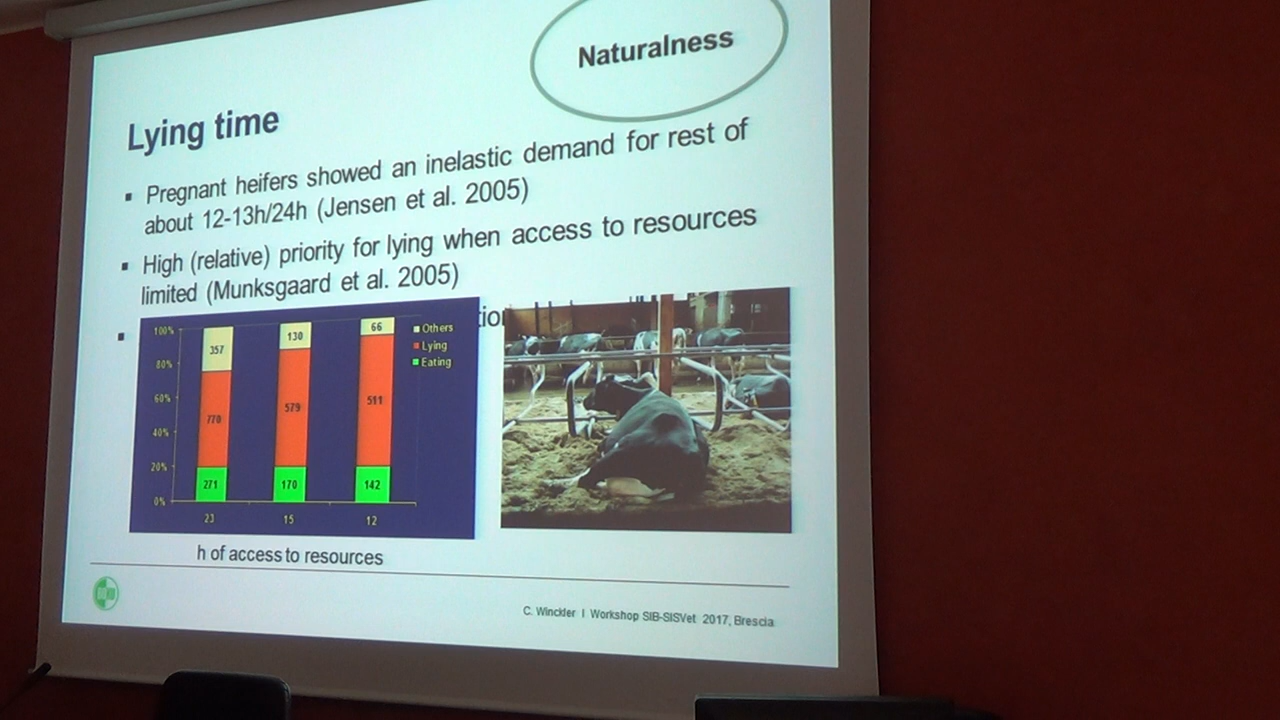 Naturalness
Lying time
▪ Pregnant heifers showed an inelastic demand for rest of
about 12-13h/24h (Jensen et al. 2005)
▪ High (relative) priority for lying when access to resources
limited (Munksgaard et al. 2005)
▪
100%
80%
60%
40%
20%
0%
357 130 66
770 579 511
271 170 142
23 15 12
Others
Lying
Eating
h of access to resources
BOKU
C. Winckler I Workshop SIB-SISVet 2017, Brescia